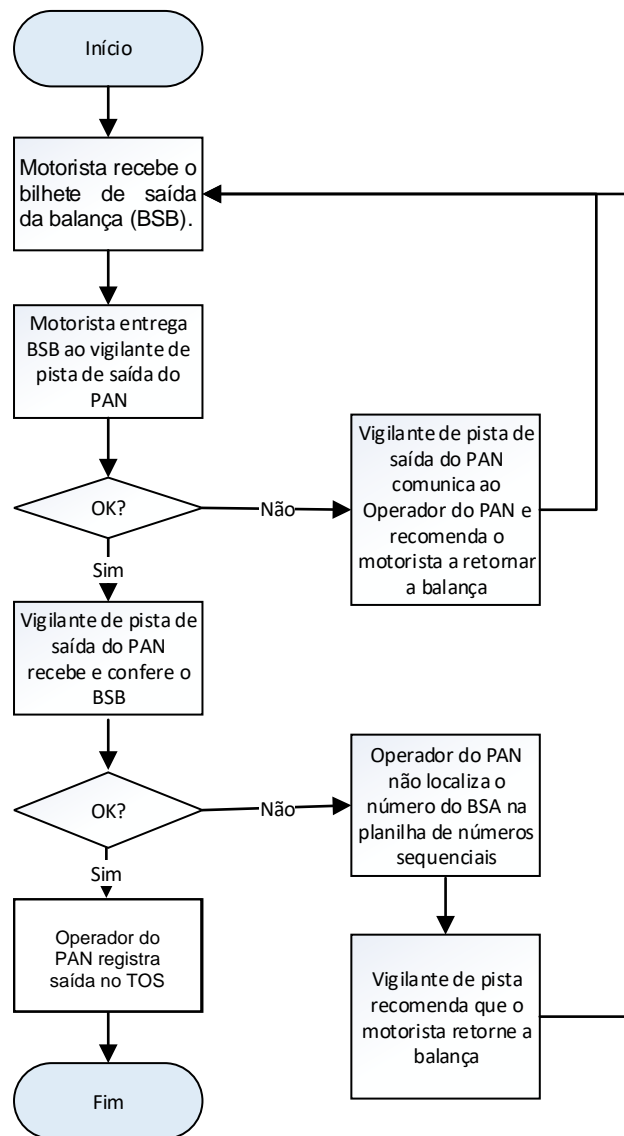 Início
Motorista recebe o
bilhete de saída
da balança (BSB).
Motorista entrega
BSB ao vigilante de
pista de saída do
PAN
OK?
Não
Vigilante de pista de
saída do PAN
comunica ao
Operador do PAN e
recomenda o
motorista a retornar
a balança
Sim
Vigilante de pista de
saída do PAN
recebe e confere o
BSB
OK?
Não
Operador do PAN
não localiza o
número do BSA na
planilha de números
sequenciais
Sim
Operador do
PAN registra
saída no TOS
Vigilante de pista
recomenda que o
motorista retorne a
balança
Fim